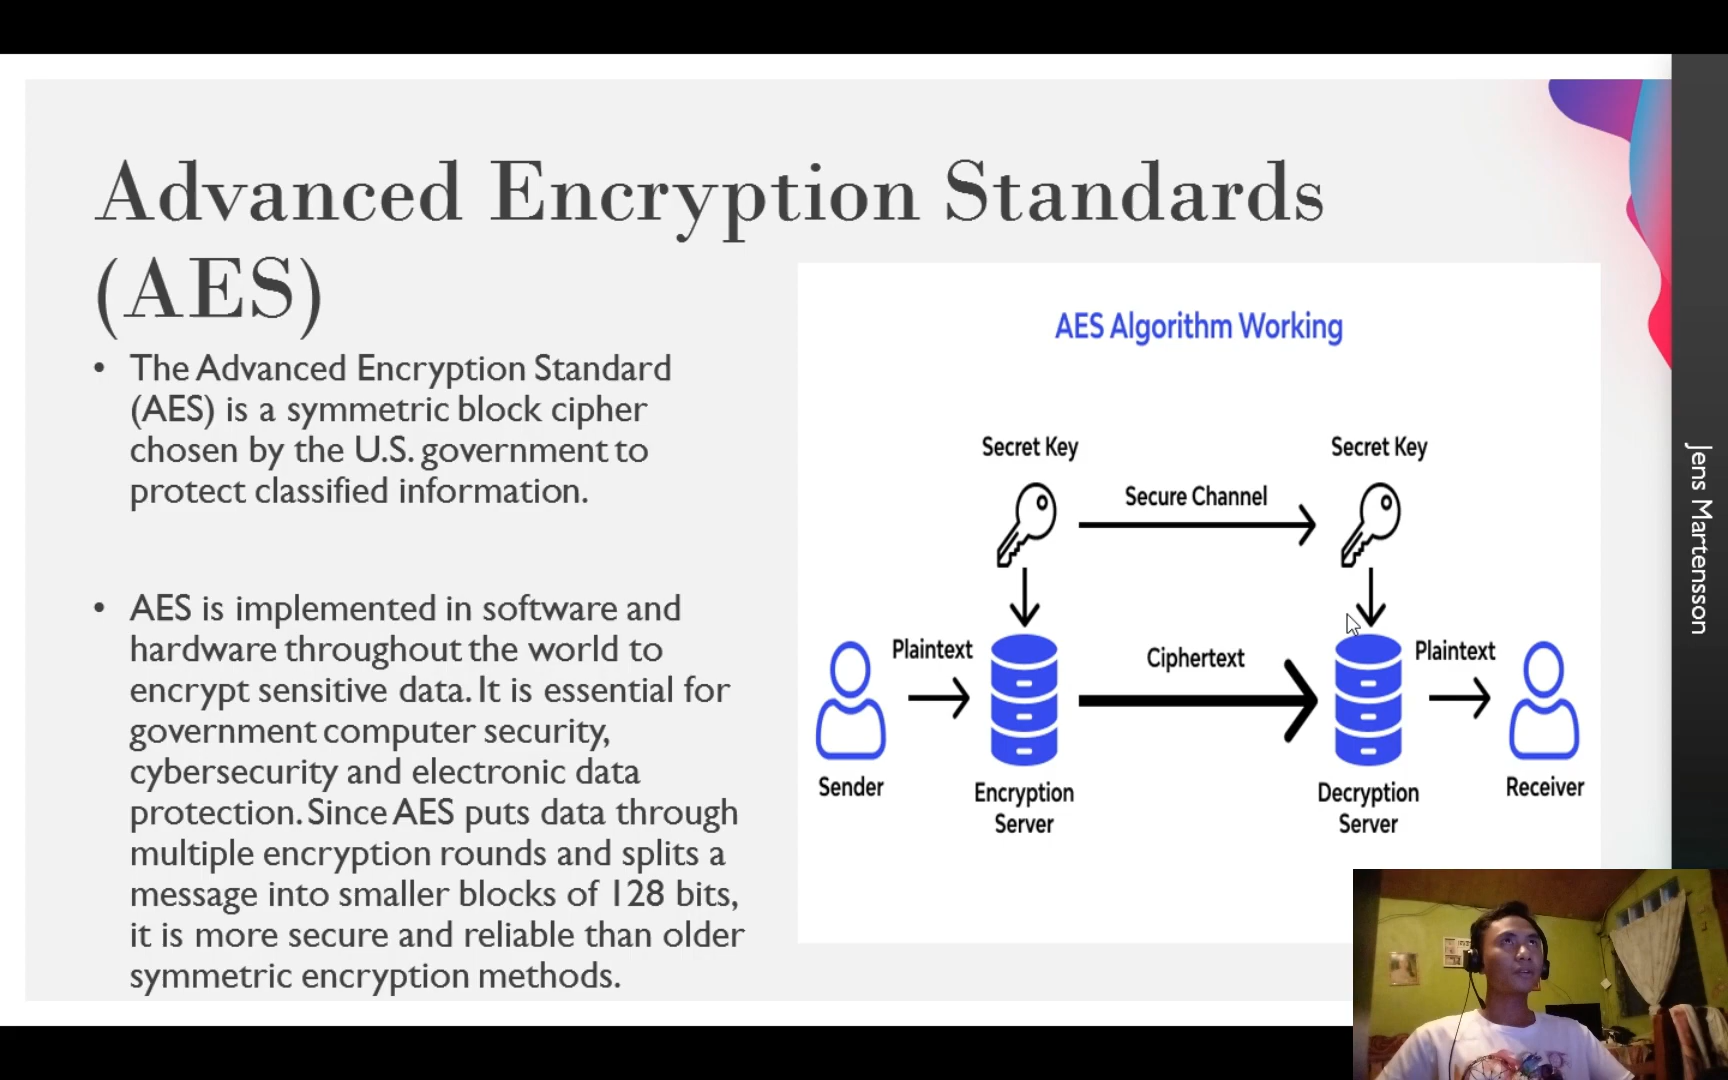 Advanced Encryption Standards
(AES)
• The Advanced Encryption Standard
(AES) is a symmetric block cipher
chosen by the U.S. government to
protect classified information.
• AES is implemented in software and
hardware throughout the world to
encrypt sensitive data. It is essential for
government computer security,
cybersecurity and electronic data
protection. Since AES puts data through
multiple encryption rounds and splits a
message into smaller blocks of 128 bits,
it is more secure and reliable than older
symmetric encryption methods.
AES Algorithm Working
Secret Key
Secret Key
Secure Channel
Plaintext
Ciphertext
Plaintext
Sender
Encryption
Server
Decryption
Server
Receiver
Jens Martensson